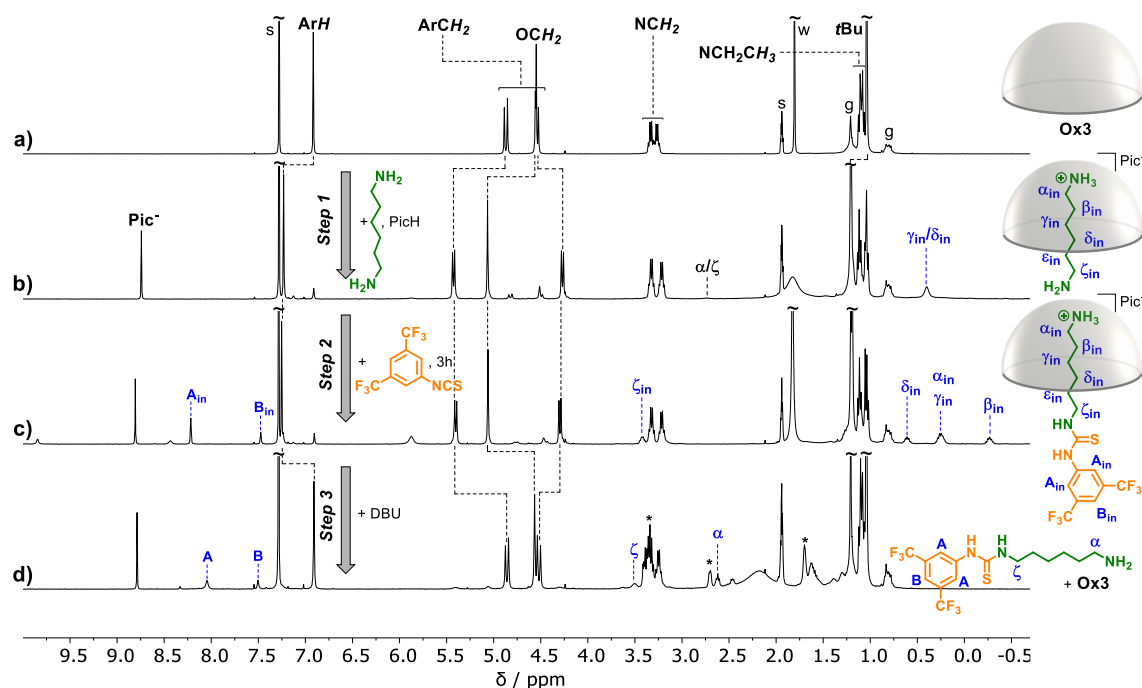 s
ArH
ArCH2
OCH2
NCH2
NCH2CH3
tBu
~
~
~
w
s
g
g
a)
Ox3
Pic-
Step 1
NH2
+ , PicH
H2N
~
~
α/ζ
γin/δin
b)
Pic-
⊕NH3
αin
βin
γin
δin
εin
ζin
NH2
Step 2
CF3
+ , 3h
F3C
NCS
~
~
Ain
Bin
ζin
δin
αin
γin
βin
c)
Pic-
⊕NH3
αin
βin
γin
δin
εin
ζin
HN
S
NH
Ain
Ain
CF3
F3C
Bin
Step 3
+ DBU
~
~
~
A
B
ζ
*
*
α
*
d)
F3C
A
H
N
H
N
α
NH2
S
ζ
B
A
CF3
+ Ox3
9.5 9.0 8.5 8.0 7.5 7.0 6.5 6.0 5.5 5.0 4.5 4.0 3.5 3.0 2.5 2.0 1.5 1.0 0.5 0.0 -0.5
δ / ppm